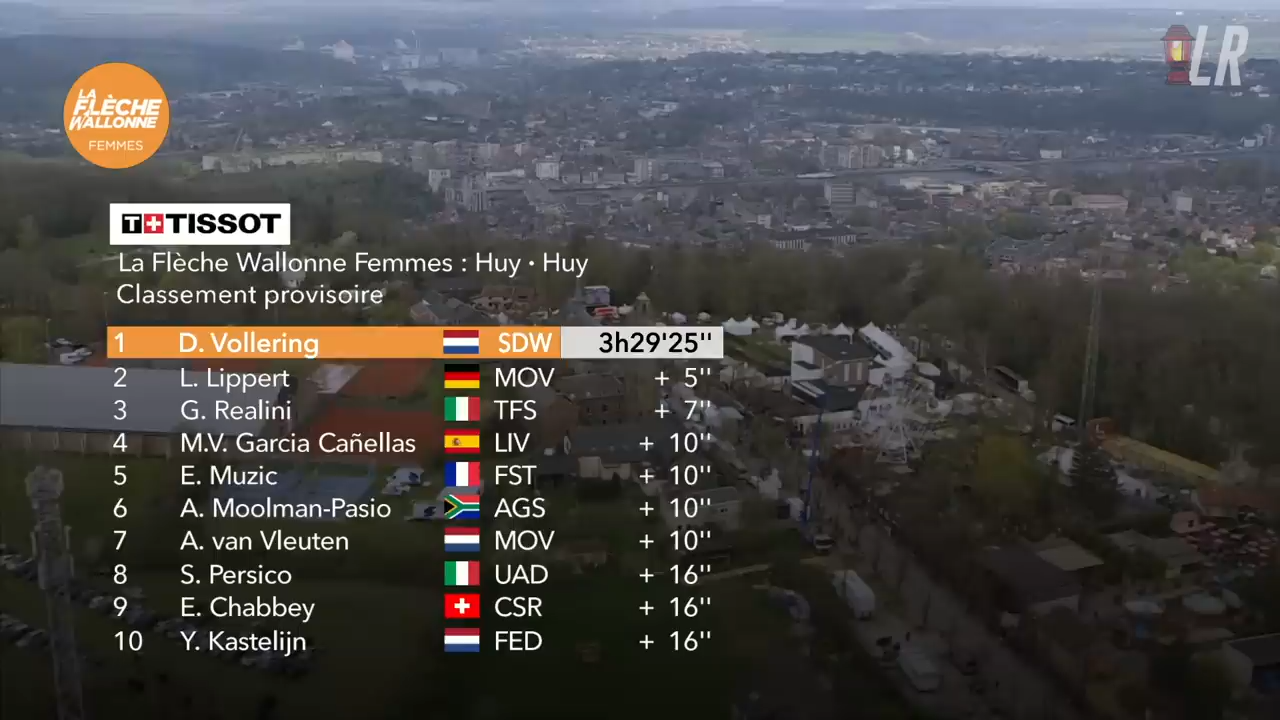 LR
LA
FLÈCHE
WALLONNE
FEMMES
T+TISSOT
La Flèche Wallonne Femmes : Huy · Huy
Classement provisoire
1 D. Vollering SDW 3h29'25''
2 L. Lippert MOV + 5''
3 G. Realini TFS + 7''
4 M.V. Garcia Cañellas LIV + 10''
5 E. Muzic FST + 10''
6 A. Moolman-Pasio AGS + 10''
7 A. van Vleuten MOV + 10''
8 S. Persico UAD + 16''
9 E. Chabbey CSR + 16''
10 Y. Kastelijn FED + 16''